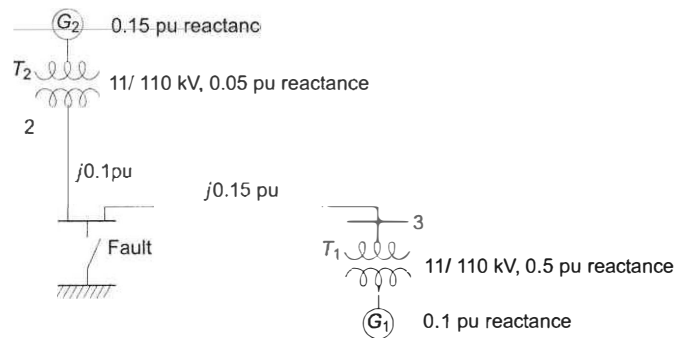 G2 0.15 pu reactanc
T2
11/ 110 kV, 0.05 pu reactance
2
j0.1pu
j0.15 pu
3
Fault
T1
11/ 110 kV, 0.5 pu reactance
G1 0.1 pu reactance